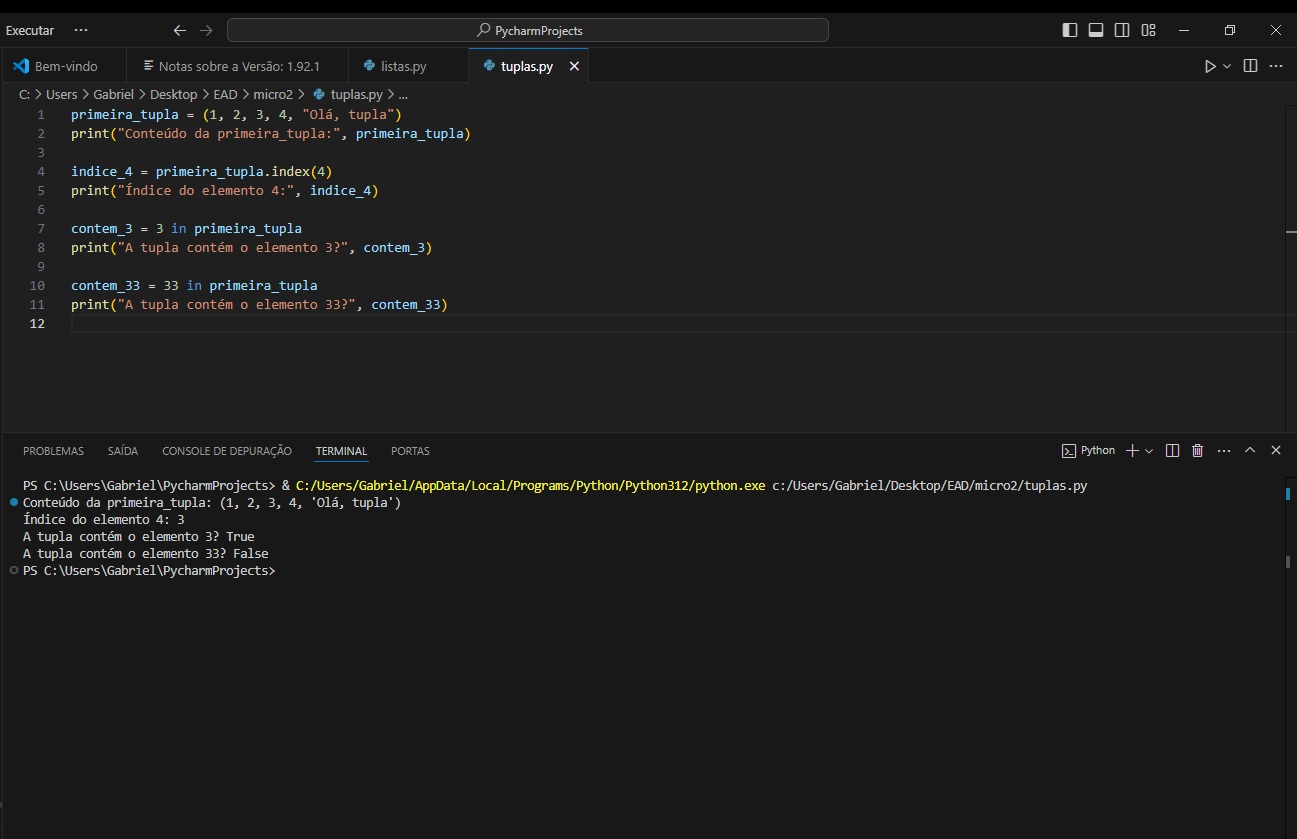 Executar ··· PycharmProjects
Bem-vindo Notas sobre a Versão: 1.92.1 listas.py tuplas.py
C: > Users > Gabriel > Desktop > EAD > micro2 > tuplas.py > ...
1 primeira_tupla = (1, 2, 3, 4, "Olá, tupla")
2 print("Conteúdo da primeira_tupla:", primeira_tupla)
3
4 indice_4 = primeira_tupla.index(4)
5 print("Índice do elemento 4:", indice_4)
6
7 contem_3 = 3 in primeira_tupla
8 print("A tupla contém o elemento 3?", contem_3)
9
10 contem_33 = 33 in primeira_tupla
11 print("A tupla contém o elemento 33?", contem_33)
12
PROBLEMAS SAÍDA CONSOLE DE DEPURAÇÃO TERMINAL PORTAS Python
PS C:\Users\Gabriel\PycharmProjects> & C:/Users/Gabriel/AppData/Local/Programs/Python/Python312/python.exe c:/Users/Gabriel/Desktop/EAD/micro2/tuplas.py
Conteúdo da primeira_tupla: (1, 2, 3, 4, 'Olá, tupla')
Índice do elemento 4: 3
A tupla contém o elemento 3? True
A tupla contém o elemento 33? False
PS C:\Users\Gabriel\PycharmProjects>